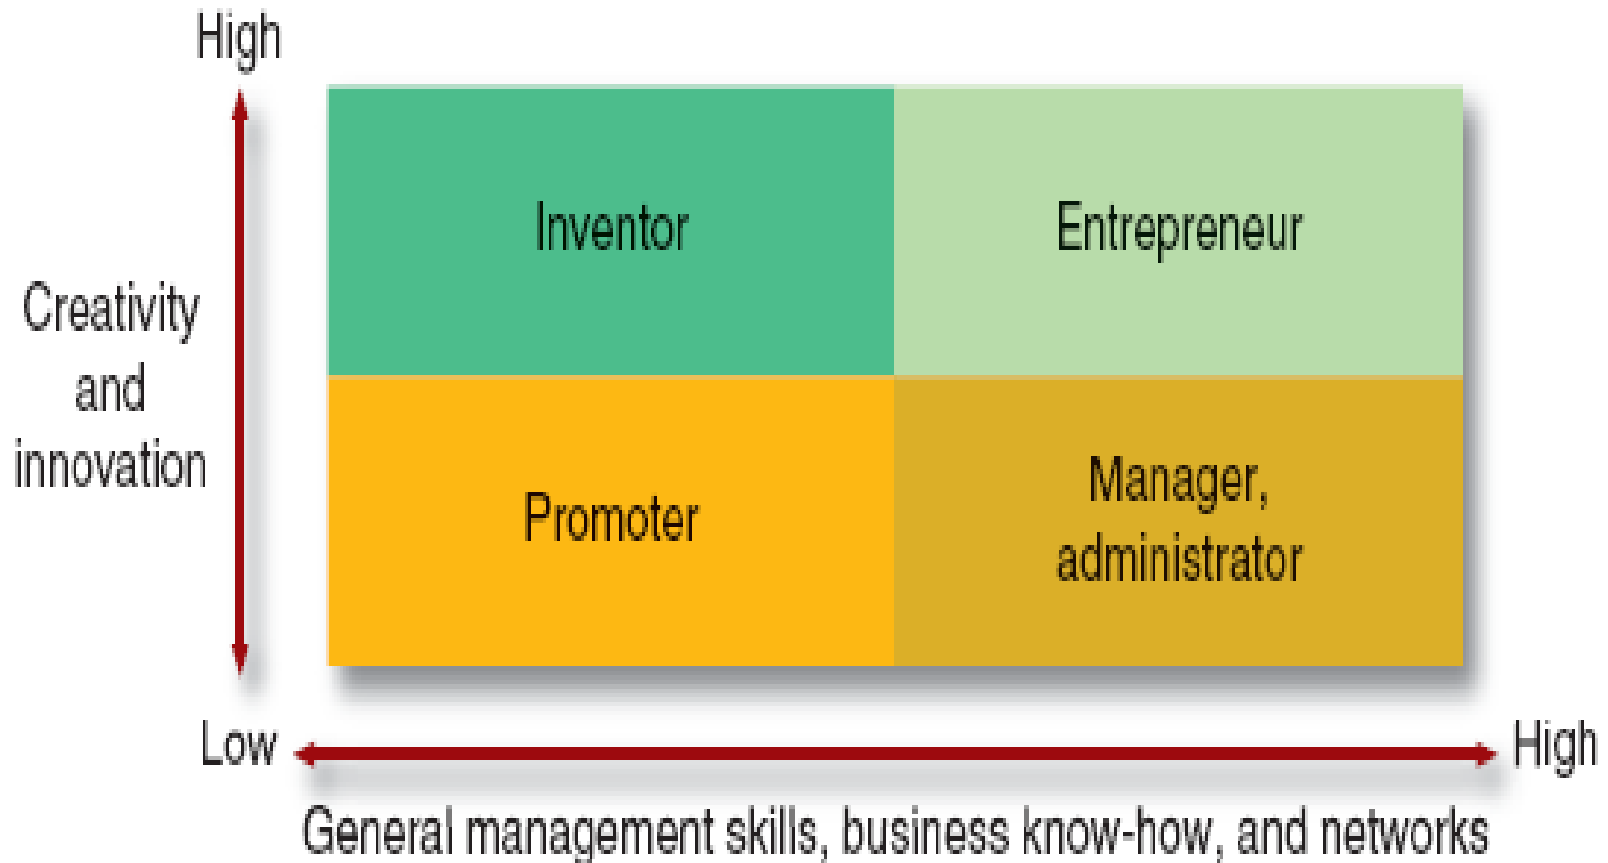 High
Inventor
Entrepreneur
Creativity
and
innovation
Promoter
Manager,
administrator
Low
High
General management skills, business know-how, and networks